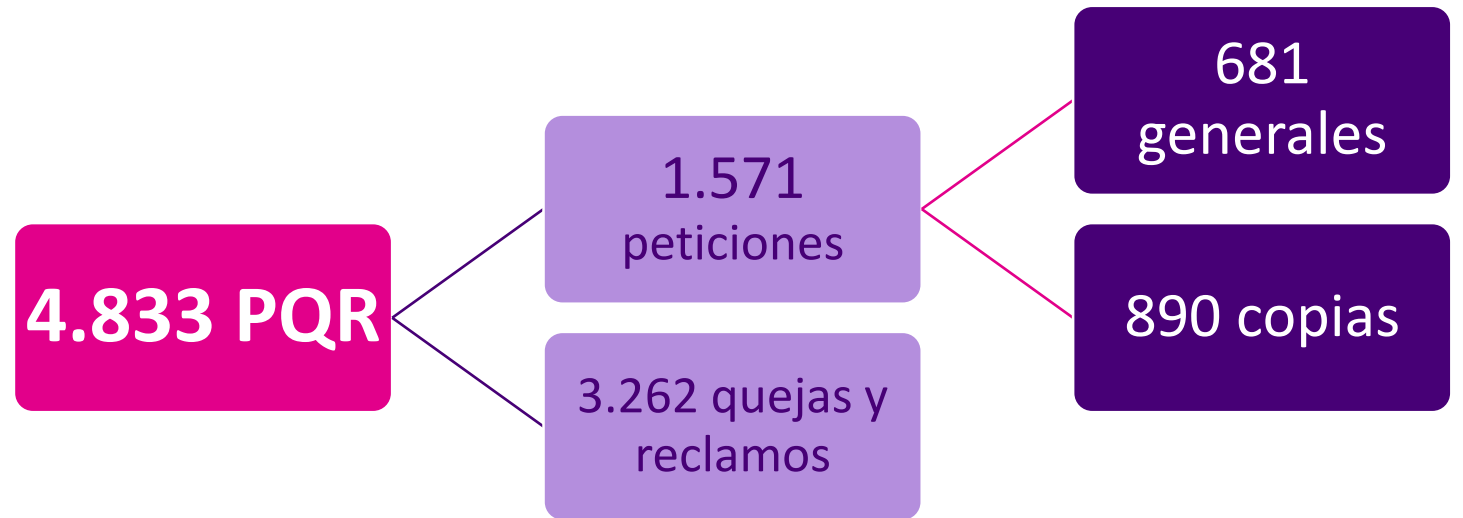 4.833 PQR
1.571
peticiones
3.262 quejas y
reclamos
681
generales
890 copias